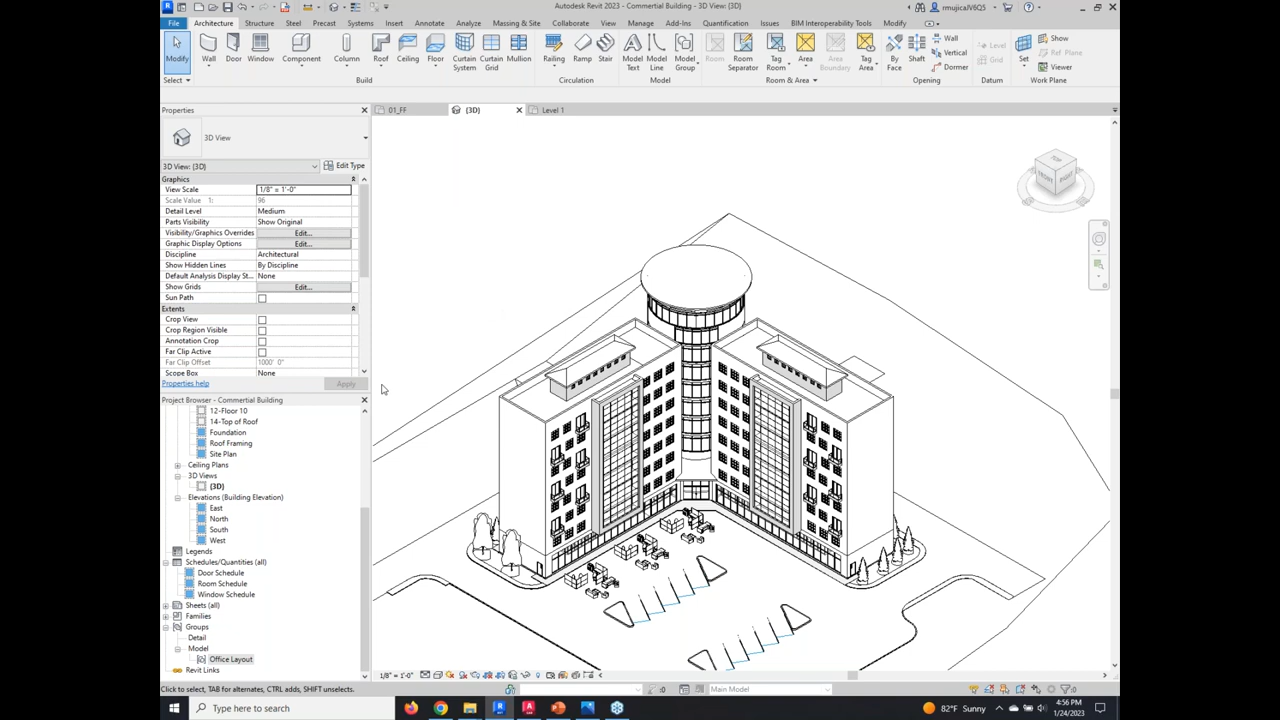 Autodesk Revit 2023 - Commertial Building - 3D View: {3D}
rmujicaJV6Q5
File Architecture Structure Steel Precast Systems Insert Annotate Analyze Massing & Site Collaborate View Manage Add-Ins Quantification Issues BIM Interoperability Tools Modify
Modify Wall Door Window Component Column Roof Ceiling Floor Curtain System Curtain Grid Mullion Railing Ramp Stair Model Text Model Line Model Group Room Room Separator Tag Room Area Area Boundary Tag Area By Face Shaft Wall Vertical Dormer Level Grid Set Show Ref Plane Viewer
Select Build Circulation Model Room & Area Opening Datum Work Plane
01_FF {3D} Level 1
Properties
3D View
3D View: {3D} Edit Type
Graphics
View Scale 1/8" = 1'-0"
Scale Value 1: 96
Detail Level Medium
Parts Visibility Show Original
Visibility/Graphics Overrides Edit...
Graphic Display Options Edit...
Discipline Architectural
Show Hidden Lines By Discipline
Default Analysis Display St... None
Show Grids Edit...
Sun Path
Extents
Crop View
Crop Region Visible
Annotation Crop
Far Clip Active
Far Clip Offset 1000' 0"
Scope Box None
Properties help Apply
Project Browser - Commertial Building
12-Floor 10
14-Top of Roof
Foundation
Roof Framing
Site Plan
Ceiling Plans
3D Views
{3D}
Elevations (Building Elevation)
East
North
South
West
Legends
Schedules/Quantities (all)
Door Schedule
Room Schedule
Window Schedule
Sheets (all)
Families
Groups
Detail
Model
Office Layout
Revit Links
TOP
FRONT RIGHT
1/8" = 1'-0"
Click to select, TAB for alternates, CTRL adds, SHIFT unselects. :0 Main Model :0
Type here to search 82°F Sunny 4:56 PM
1/24/2023